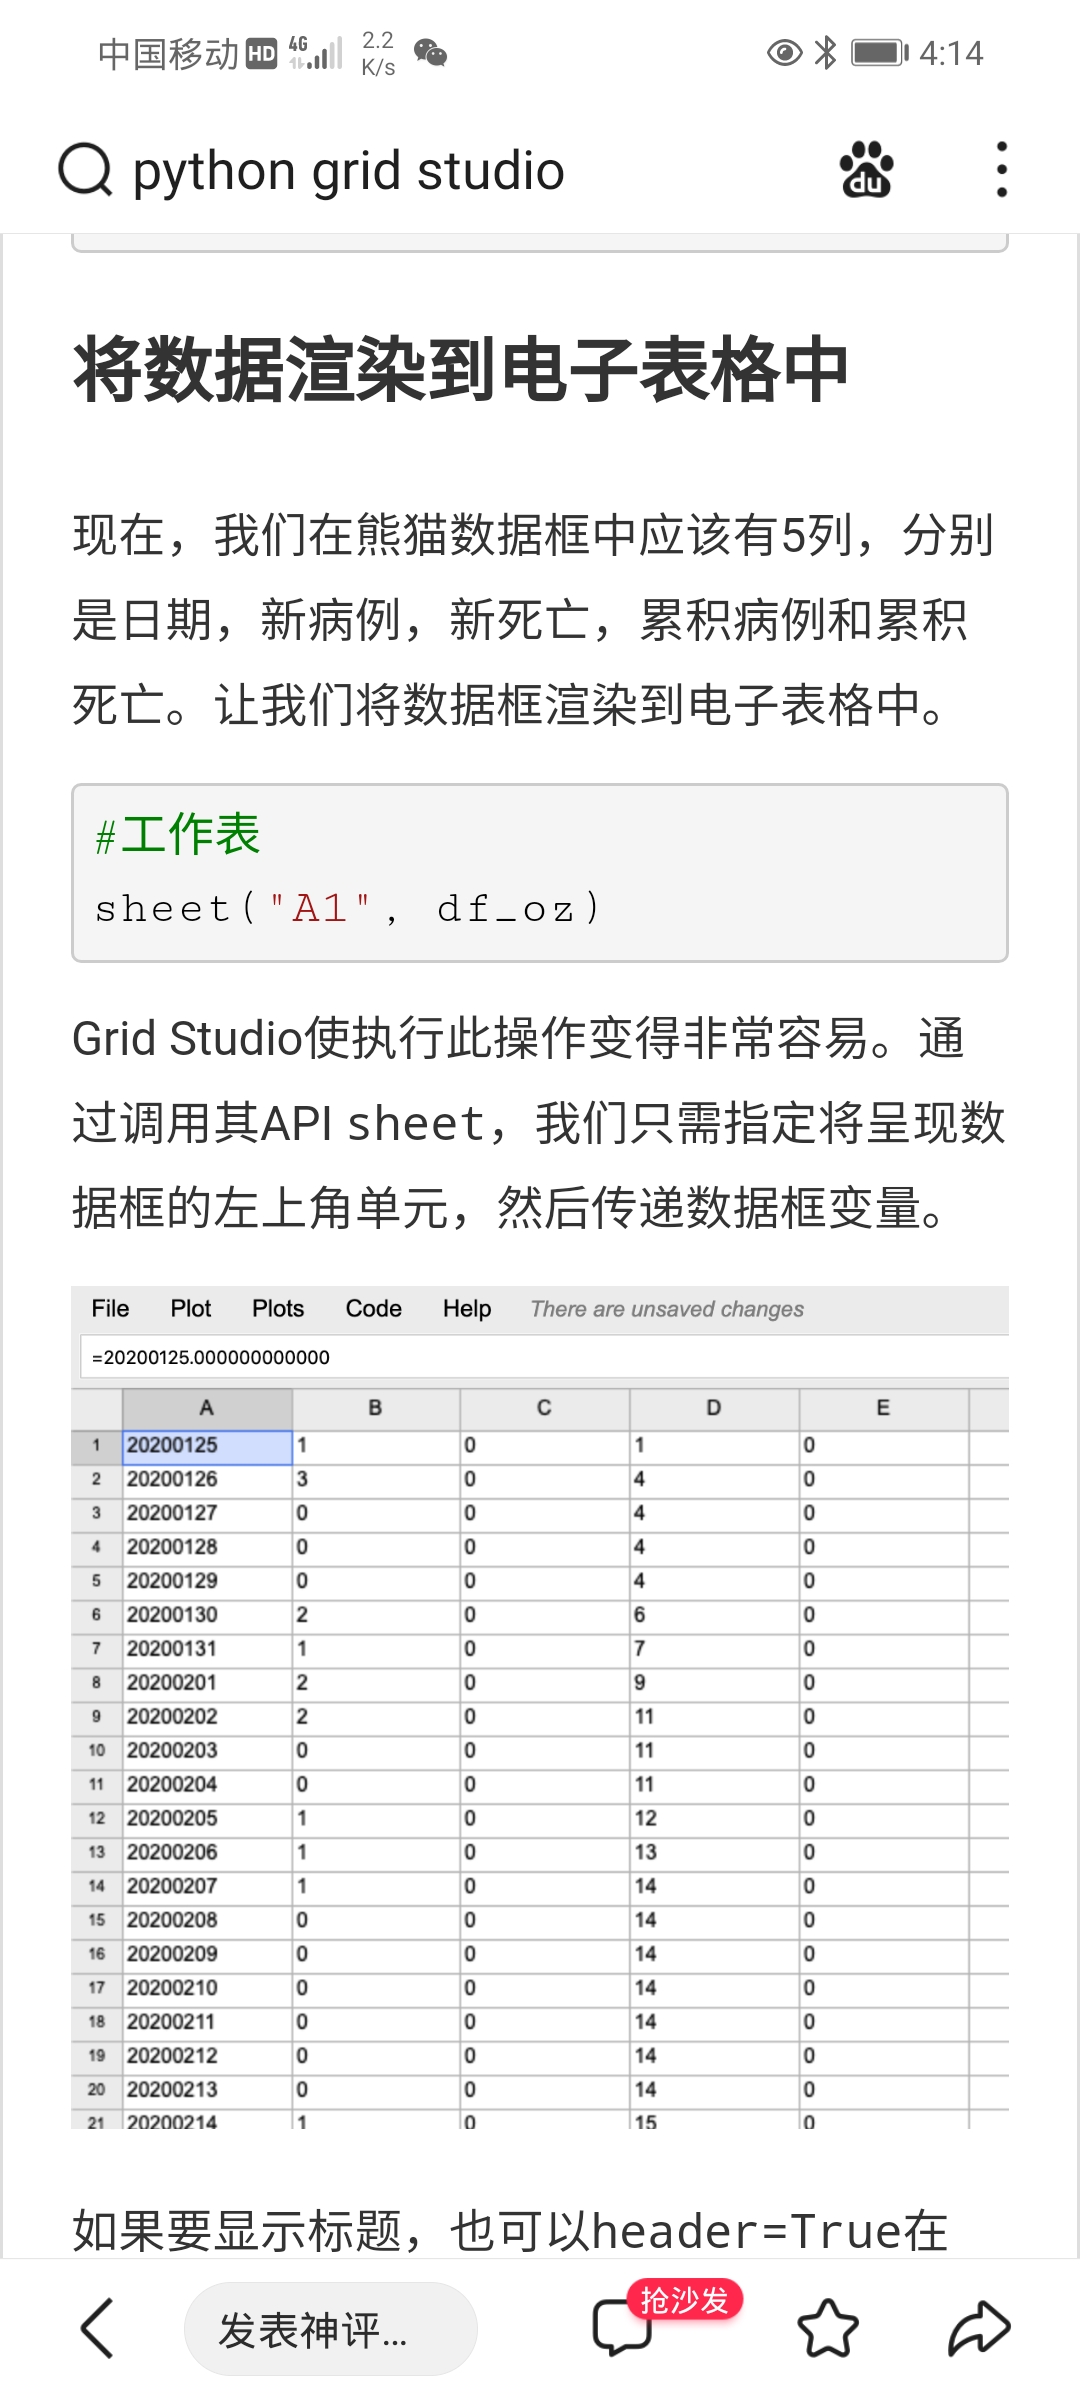 中国移动 HD 4G 2.2 K/s 4:14
python grid studio du
将数据渲染到电子表格中
现在，我们在熊猫数据框中应该有5列，分别
是日期，新病例，新死亡，累积病例和累积
死亡。让我们将数据框渲染到电子表格中。
#工作表
sheet("A1", df_oz)
Grid Studio使执行此操作变得非常容易。通
过调用其API sheet，我们只需指定将呈现数
据框的左上角单元，然后传递数据框变量。
File Plot Plots Code Help There are unsaved changes
=20200125.000000000000
A B C D E
1 20200125 1 0 1 0
2 20200126 3 0 4 0
3 20200127 0 0 4 0
4 20200128 0 0 4 0
5 20200129 0 0 4 0
6 20200130 2 0 6 0
7 20200131 1 0 7 0
8 20200201 2 0 9 0
9 20200202 2 0 11 0
10 20200203 0 0 11 0
11 20200204 0 0 11 0
12 20200205 1 0 12 0
13 20200206 1 0 13 0
14 20200207 1 0 14 0
15 20200208 0 0 14 0
16 20200209 0 0 14 0
17 20200210 0 0 14 0
18 20200211 0 0 14 0
19 20200212 0 0 14 0
20 20200213 0 0 14 0
21 20200214 1 0 15 0
如果要显示标题，也可以header=True在
发表神评... 抢沙发